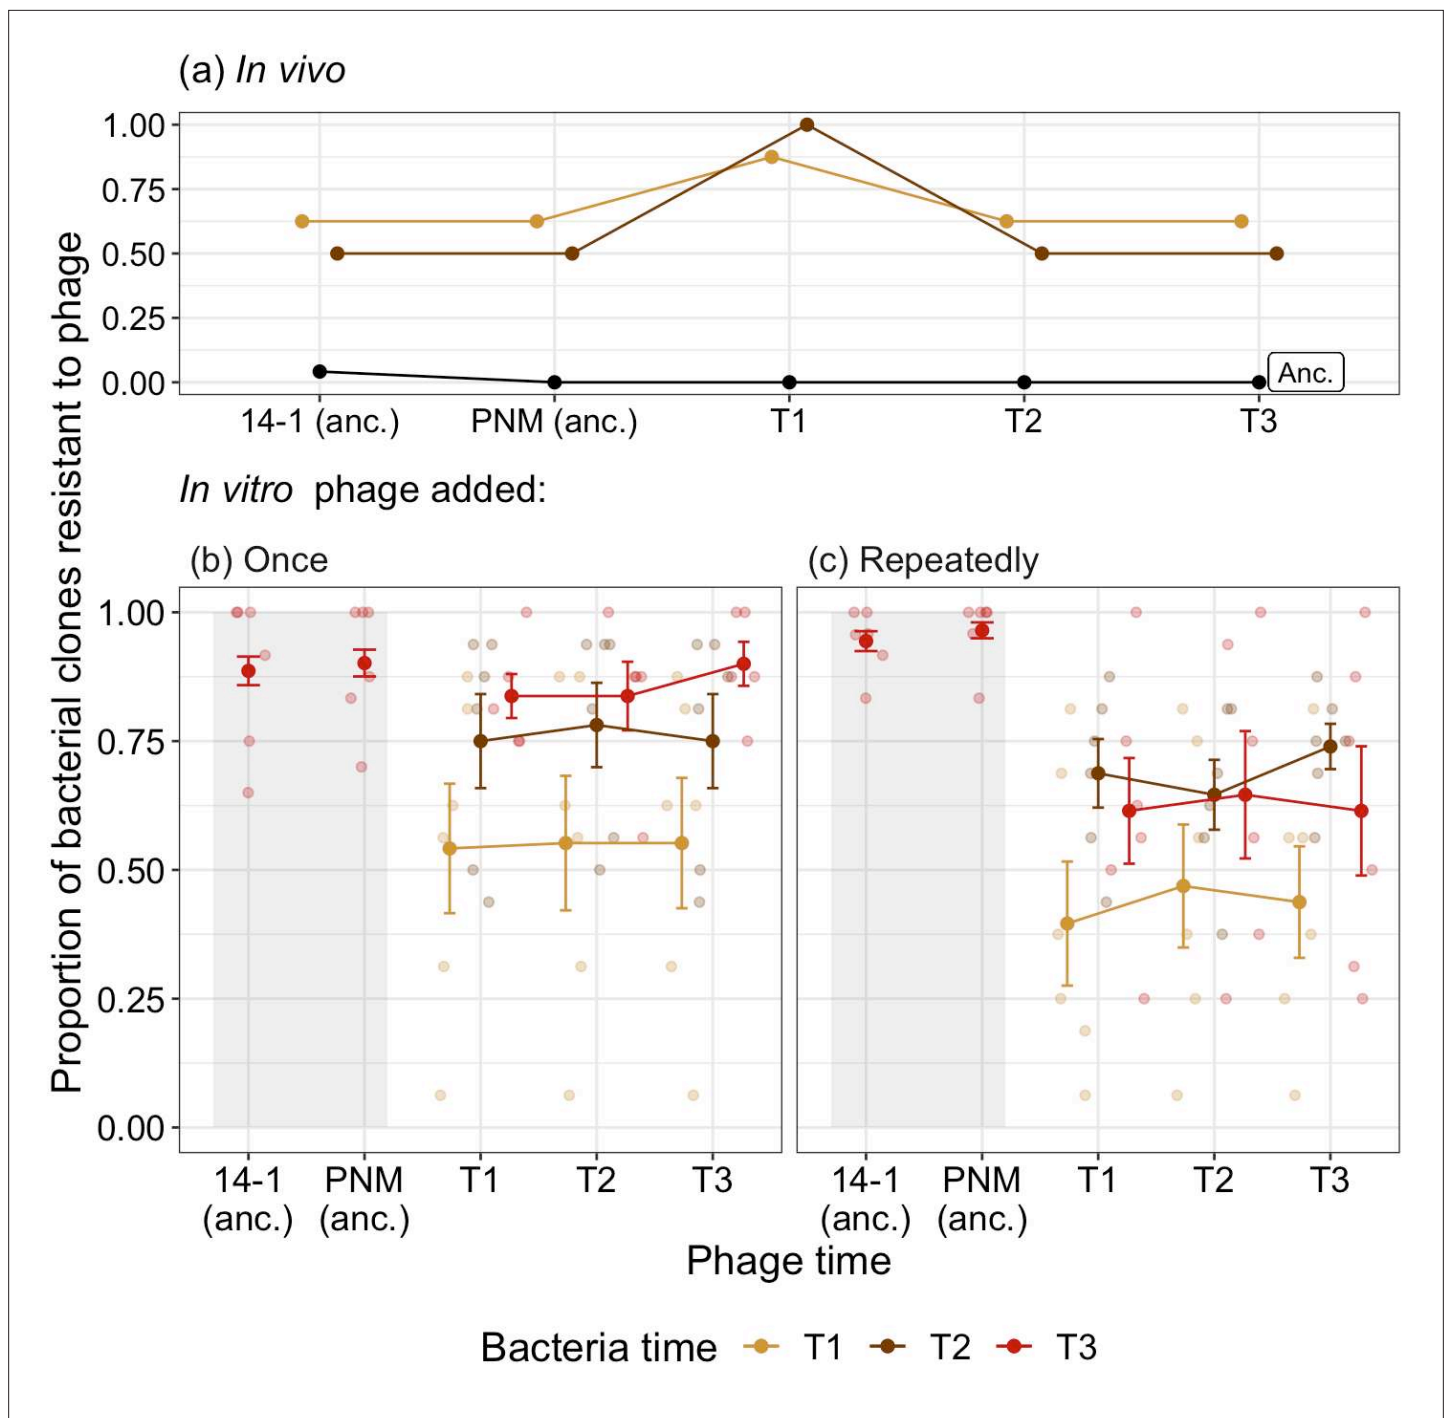 (a) In vivo
1.00
0.75
0.50
0.25
0.00
Anc.
14-1 (anc.) PNM (anc.) T1 T2 T3
Proportion of bacterial clones resistant to phage
In vitro phage added:
(b) Once
(c) Repeatedly
1.00
0.75
0.50
0.25
0.00
14-1 PNM T1 T2 T3
(anc.) (anc.)
14-1 PNM T1 T2 T3
(anc.) (anc.)
Phage time
Bacteria time T1 T2 T3